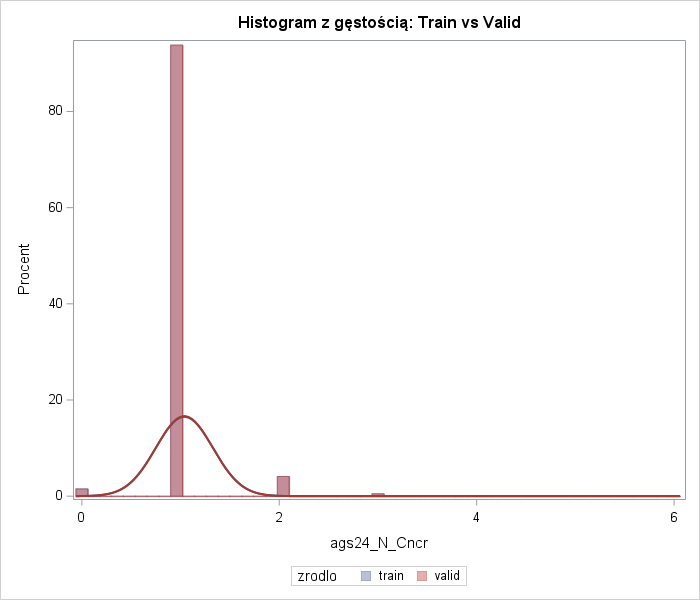 Histogram z gęstością: Train vs Valid
Procent
80
60
40
20
0
0 2 4 6
ags24_N_Cncr
zrodlo train valid